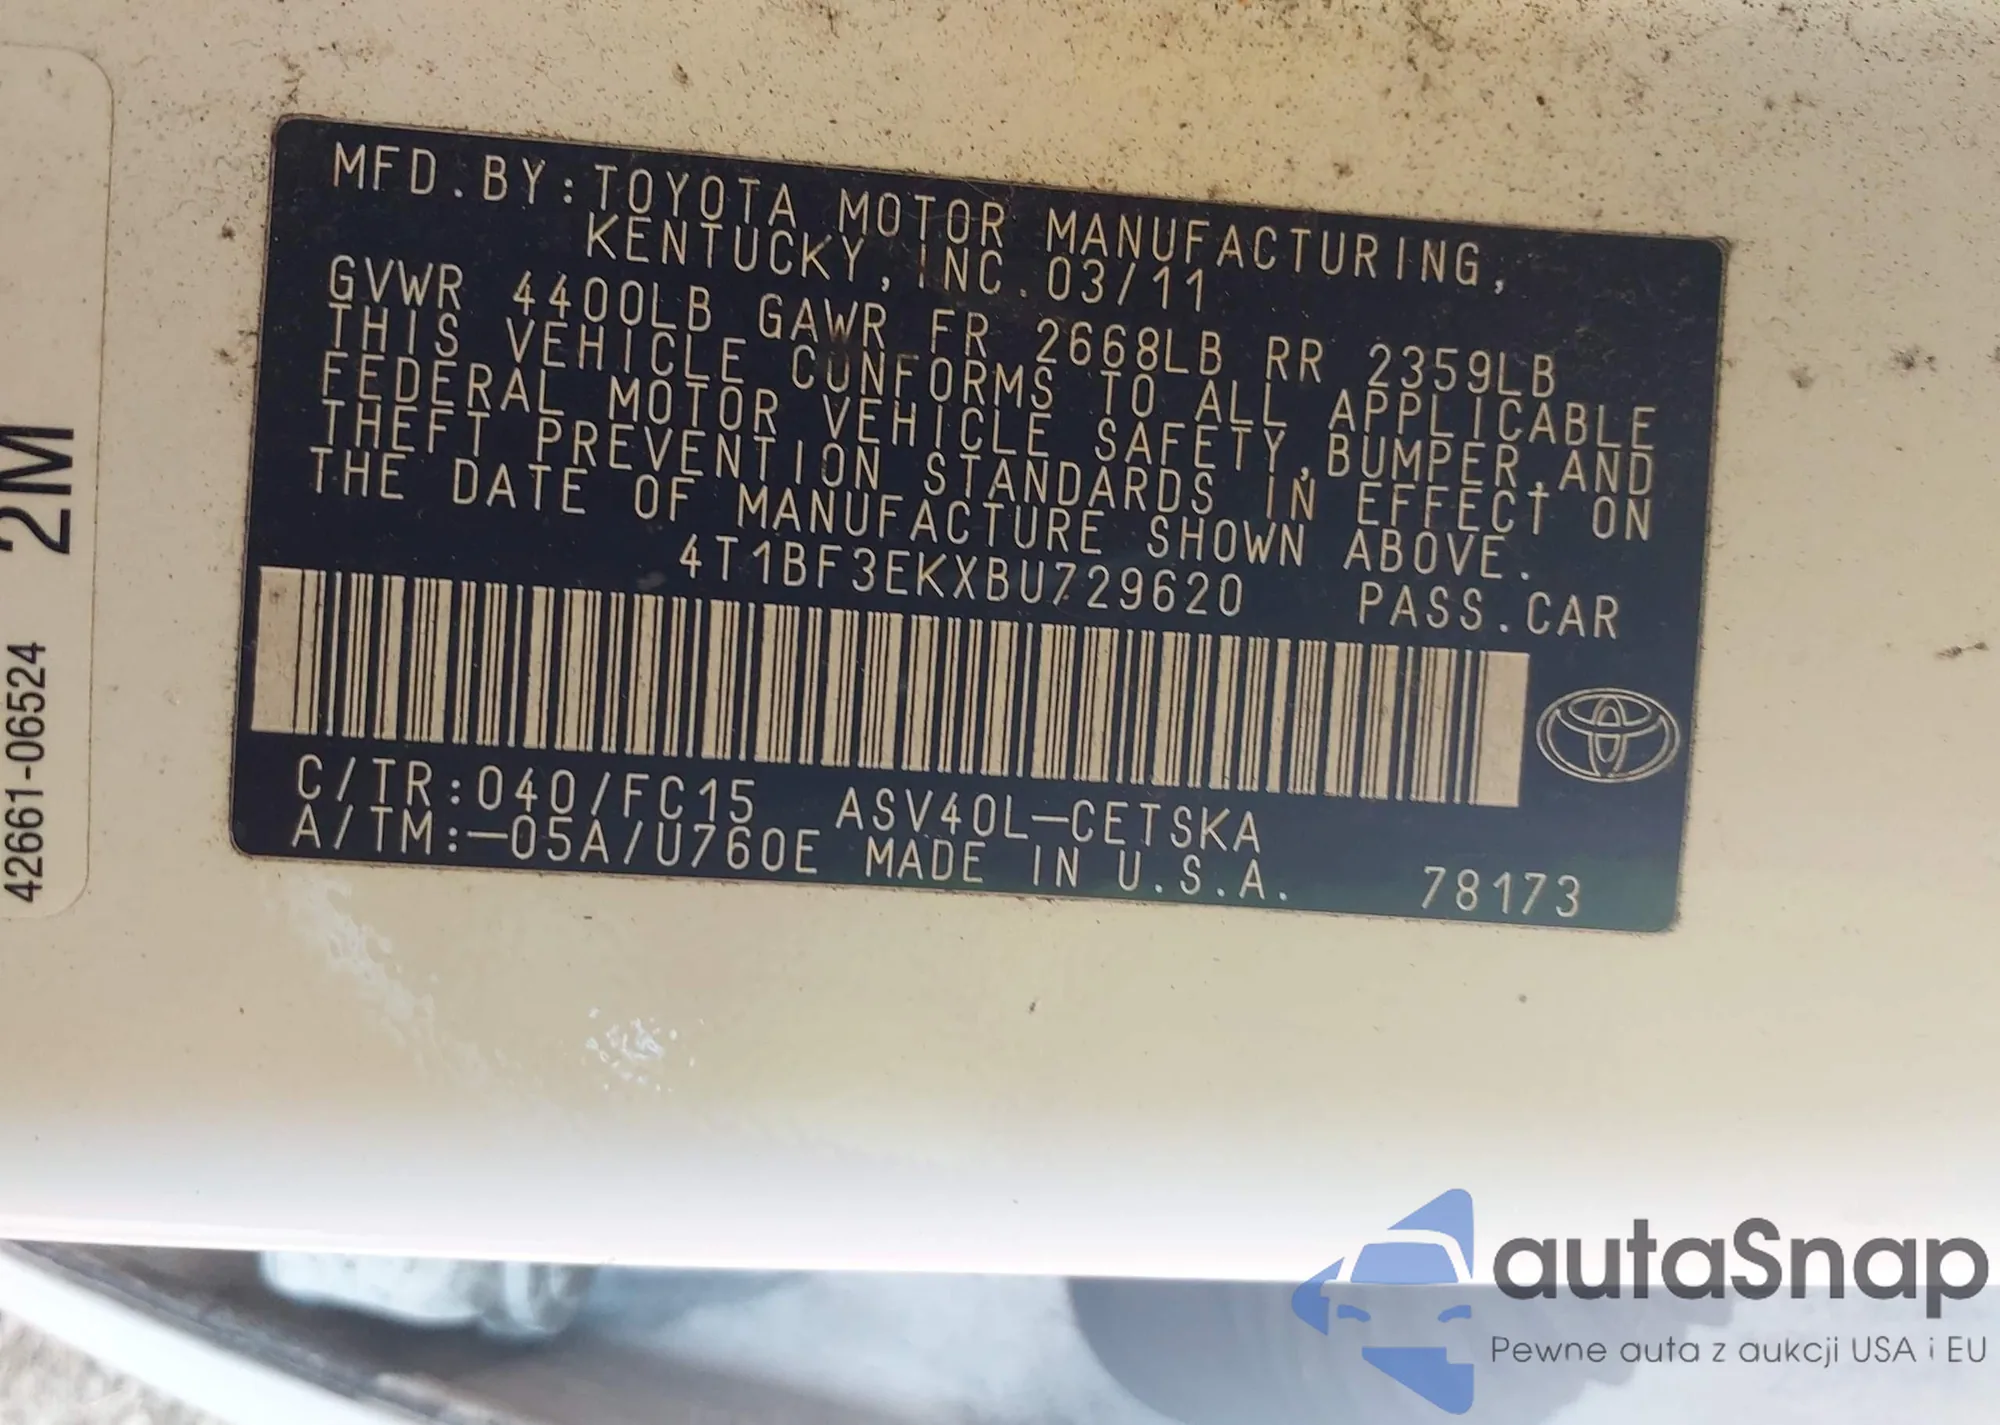 MFD.BY:TOYOTA MOTOR MANUFACTURING,
KENTUCKY, INC.03/11
GVWR 4400LB GAWR FR 2668LB RR 2359LB
THIS VEHICLE CONFORMS TO ALL APPLICABLE
FEDERAL MOTOR VEHICLE SAFETY,BUMPER,AND
THEFT PREVENTION STANDARDS IN EFFECT ON
THE DATE OF MANUFACTURE SHOWN ABOVE.
4T1BF3EKXBU729620 PASS.CAR
C/TR:040/FC15 ASV40L-CETSKA
A/TM:-05A/U760E MADE IN U.S.A. 78173
2M
42661-06524
autaSnap
Pewne auta z aukcji USA i EU